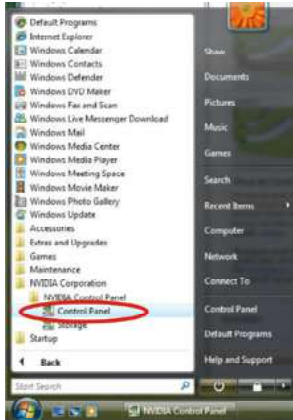 Default Programs
Internet Explorer
Windows Calendar
Windows Contacts
Windows Defender
Windows DVD Maker
Windows Fax and Scan
Windows Live Messenger Download
Windows Mail
Windows Media Center
Windows Media Player
Windows Meeting Space
Windows Movie Maker
Windows Photo Gallery
Windows Update
Accessories
Extras and Upgrades
Games
Maintenance
NVIDIA Corporation
NVIDIA Control Panel
Control Panel
Storage
Startup
Back
Start Search
Documents
Pictures
Music
Games
Search
Recent Items
Computer
Network
Connect To
Control Panel
Default Programs
Help and Support
NVIDIA Control Panel